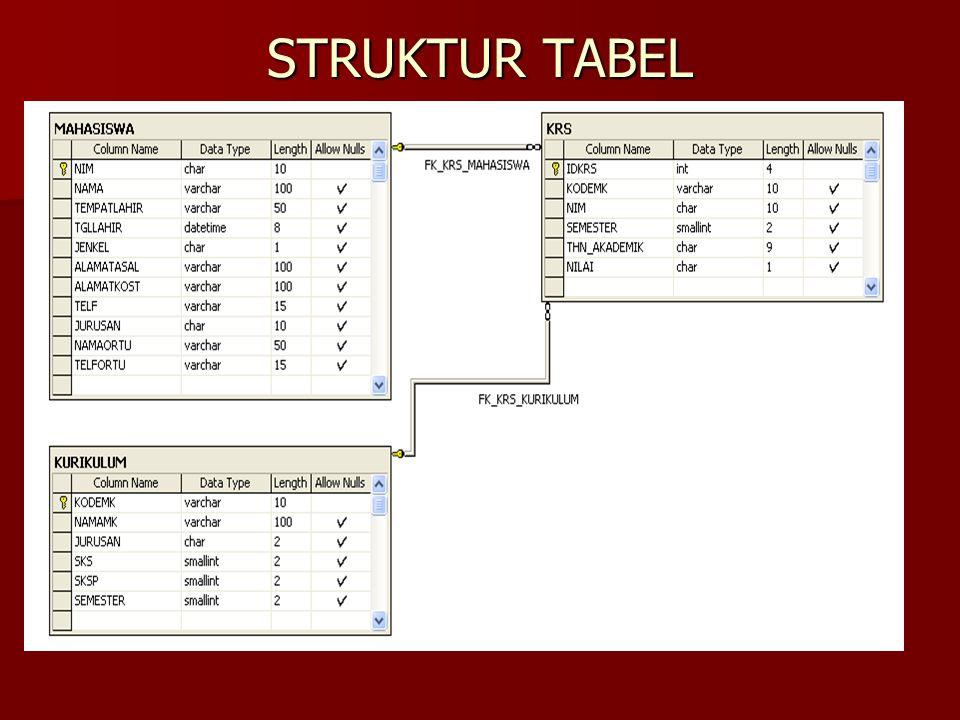 STRUKTUR TABEL
MAHASISWA
Column Name Data Type Length Allow Nulls
NIM char 10
NAMA varchar 100 ✓
TEMPATLAHIR varchar 50 ✓
TGLLAHIR datetime 8 ✓
JENKEL char 1 ✓
ALAMATASAL varchar 100 ✓
ALAMATKOST varchar 100 ✓
TELF varchar 15 ✓
JURUSAN char 10 ✓
NAMAORTU varchar 50 ✓
TELFORTU varchar 15 ✓
FK_KRS_MAHASISWA
KRS
Column Name Data Type Length Allow Nulls
IDKRS int 4
KODEMK varchar 10 ✓
NIM char 10 ✓
SEMESTER smallint 2 ✓
THN_AKADEMIK char 9 ✓
NILAI char 1 ✓
FK_KRS_KURIKULUM
KURIKULUM
Column Name Data Type Length Allow Nulls
KODEMK varchar 10
NAMAMK varchar 100 ✓
JURUSAN char 2 ✓
SKS smallint 2 ✓
SKSP smallint 2 ✓
SEMESTER smallint 2 ✓